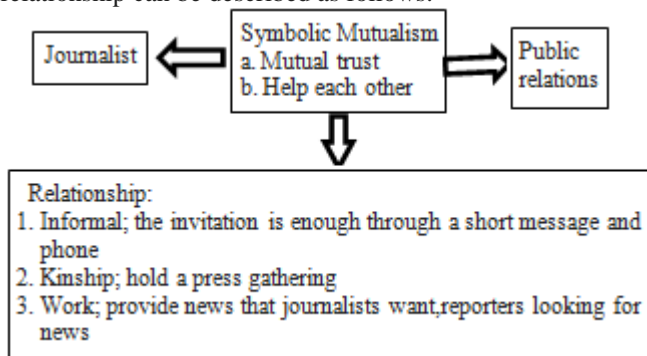 relationship can be described as follows:
Journalist
Symbolic Mutualism
a. Mutual trust
b. Help each other
Public
relations
Relationship:
1. Informal; the invitation is enough through a short message and
phone
2. Kinship; hold a press gathering
3. Work; provide news that journalists want,reporters looking for
news